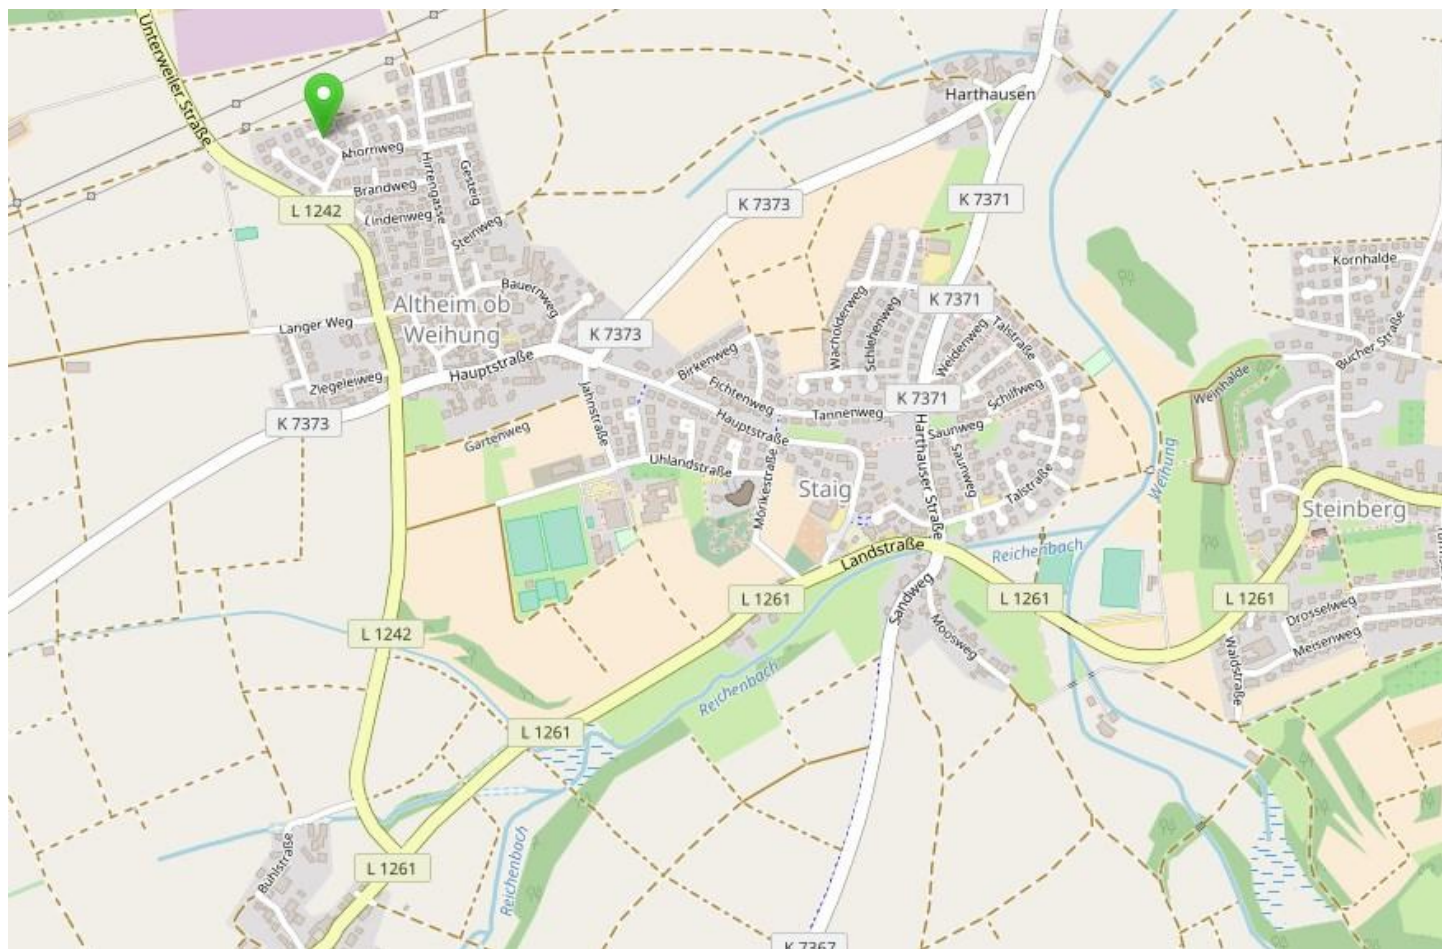 Unterweiler Straße
Harthausen
Ahornweg
Hirtengasse
Gesteig
Brandweg
K 7373
K 7371
L 1242
Lindenweg
Steinweg
Kornhalde
Bauernweg
K 7371
Altheim ob
Weihung
Wacholderweg
Schlehenweg
Talstraße
Langer Weg
K 7373
Weidenweg
Bucher Straße
Birkenweg
Hauptstraße
Ziegeleiweg
Fichtenweg
Schilfweg
Weinhalde
Jahnstraße
K 7371
Tannenweg
K 7373
Hauptstraße
Gartenweg
Harthauser Straße
Saunweg
Saunweg
Uhlandstraße
Weihung
Mörikestraße
Staig
Talstraße
Steinberg
Landstraße
Reichenbach
L 1261
Sandweg
L 1261
L 1261
Drosselweg
L 1242
Moosweg
Meisenweg
Waldstraße
Reichenbach
L 1261
Bühlstraße
L 1261
Reichenbach
K 7367